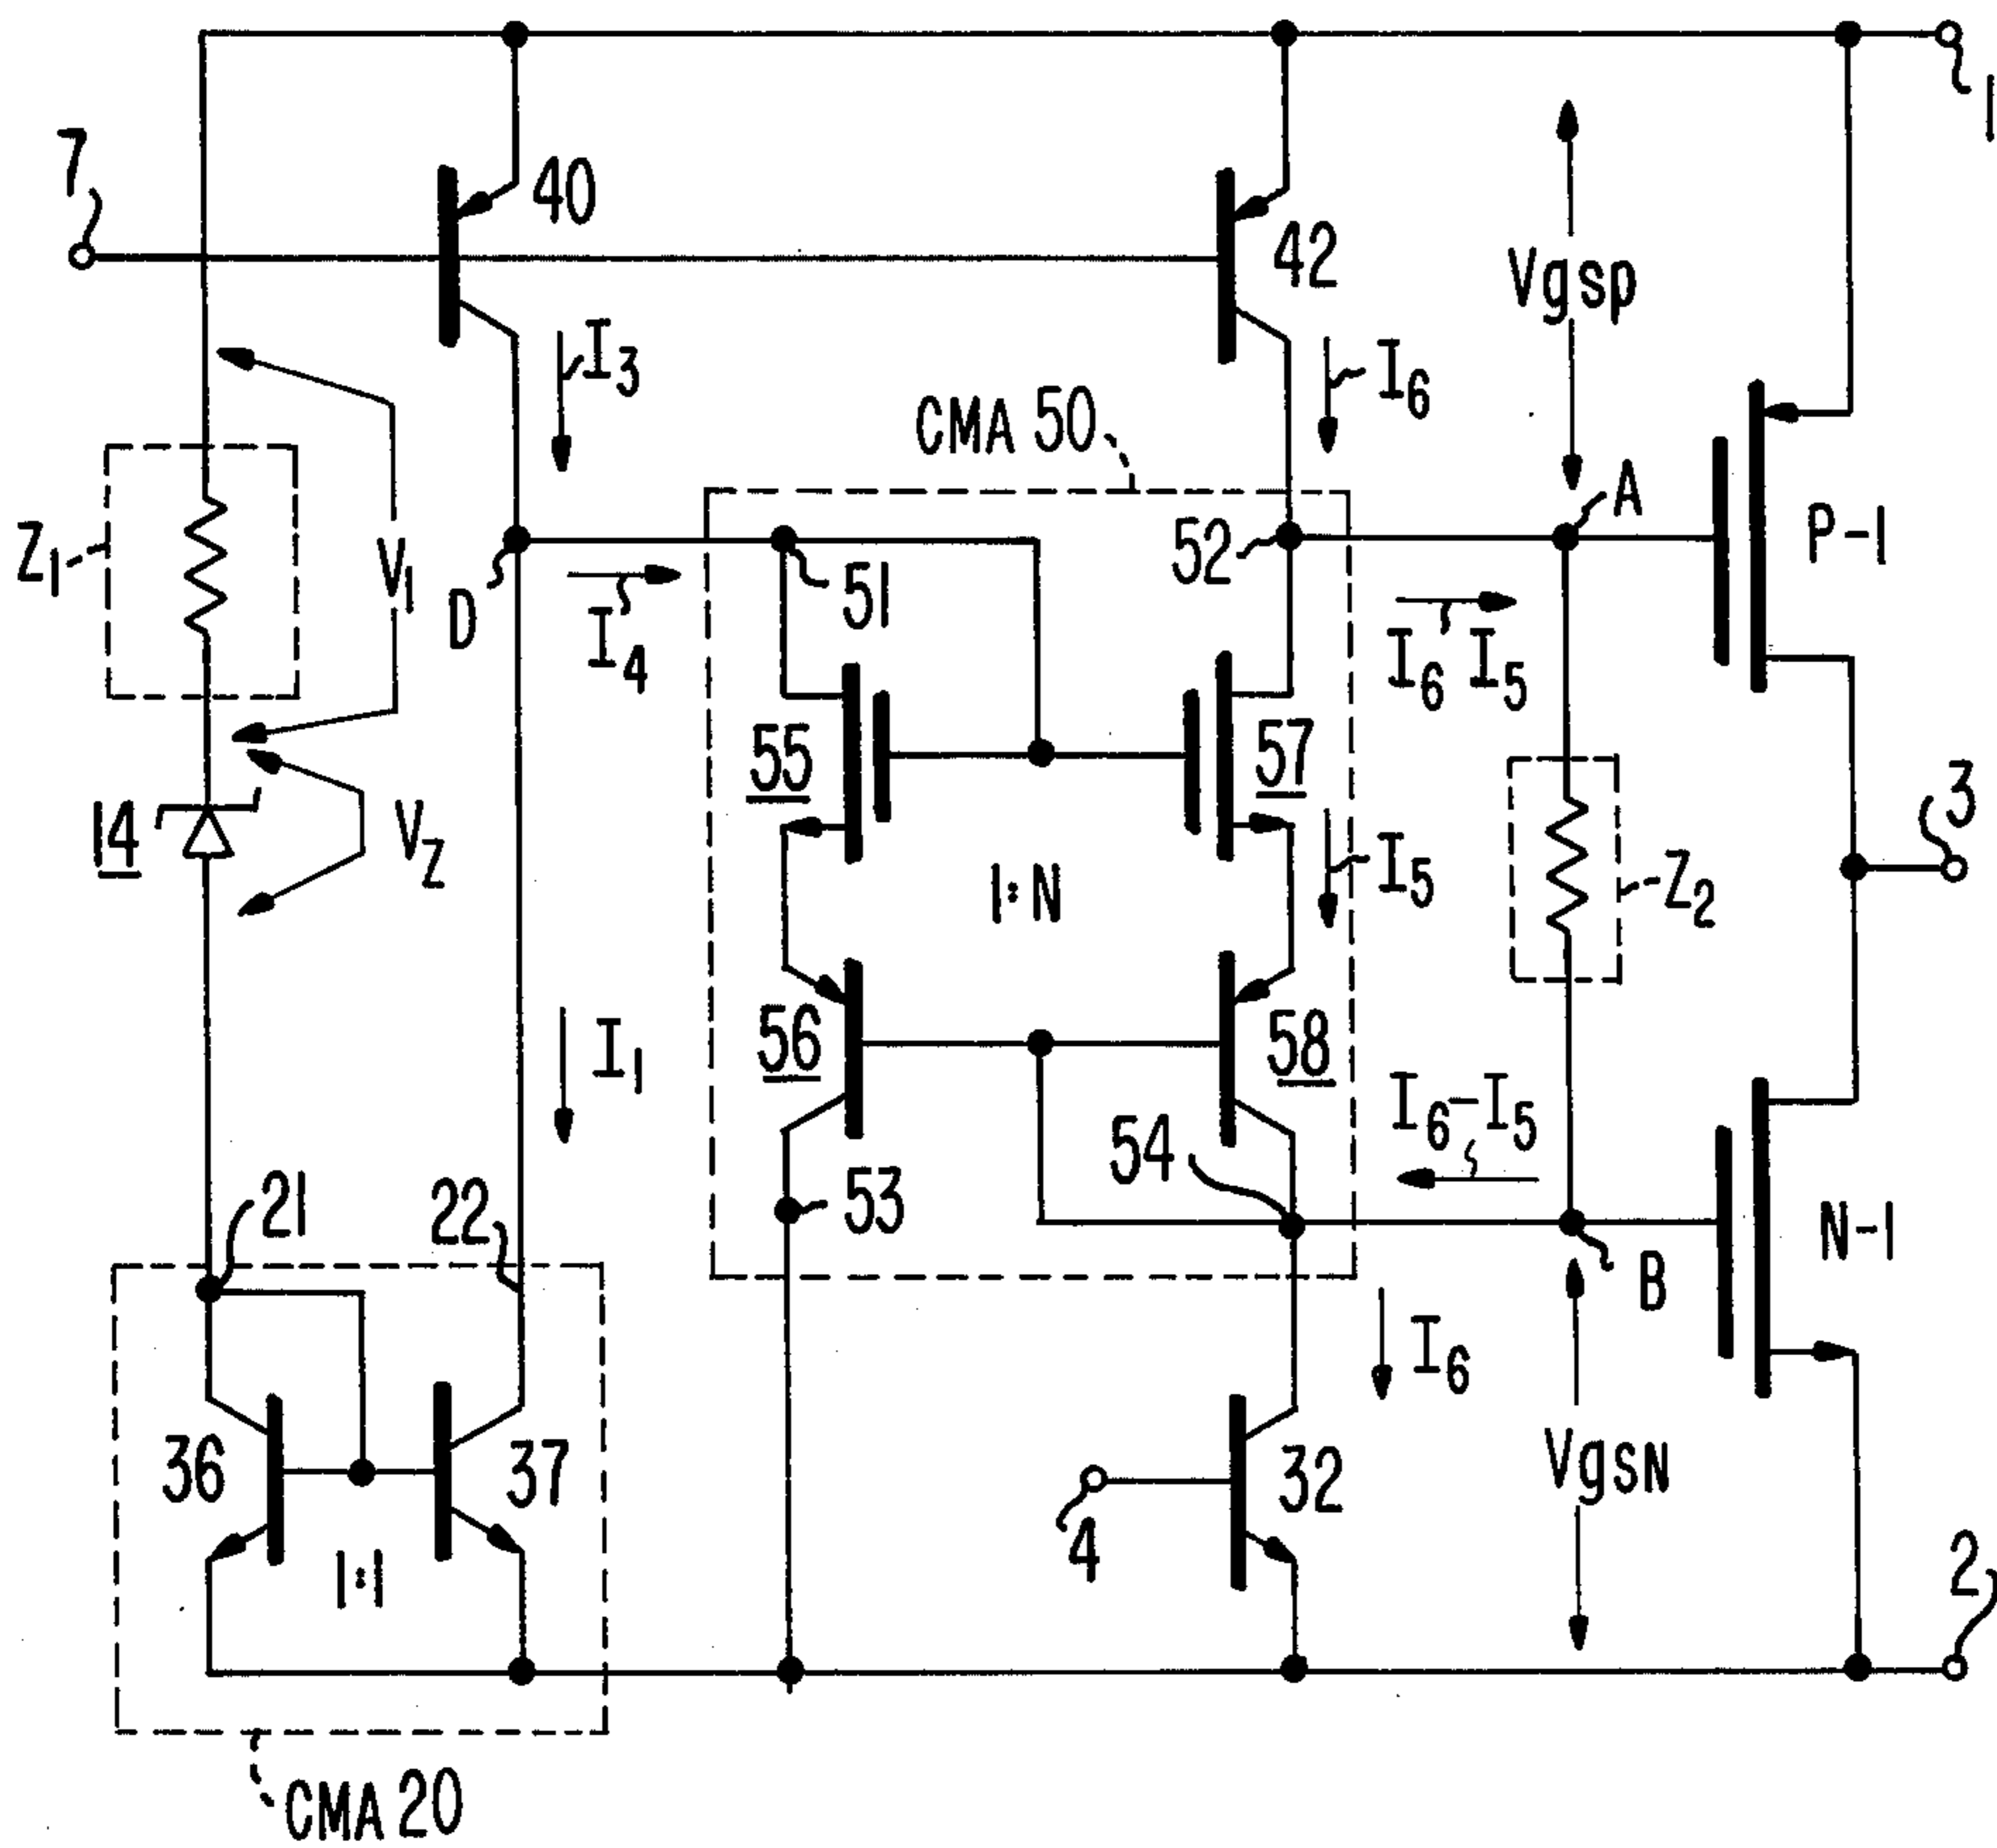 1
7
40
42
Vgsp
I3
I6
CMA 50
A
Z1
V1
D
51
52
P-1
I4
I6 I5
55
57
3
14
VZ
I5
1:N
Z2
I1
56
58
I6–I5
54
21
22
53
N-1
B
I6
36
37
32
VgsN
1:1
4
2
CMA 20